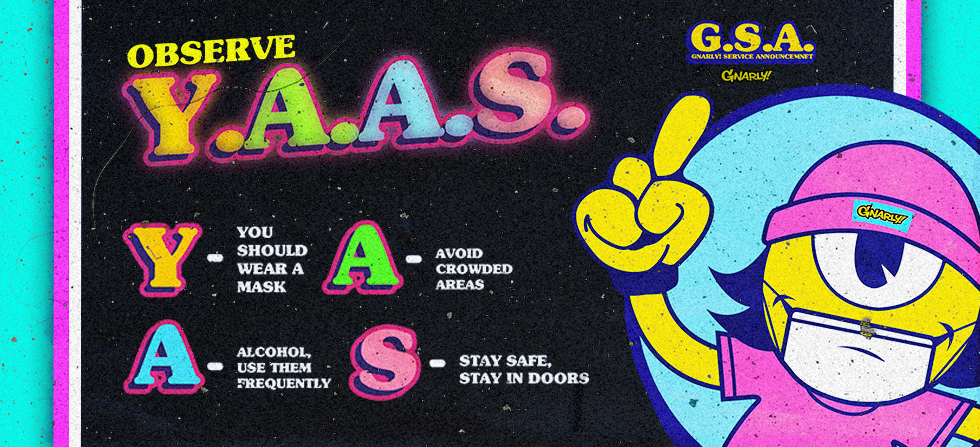 OBSERVE
Y.A.A.S.
G.S.A.
GNARLY! SERVICE ANNOUNCEMNET
GNARLY!
Y - YOU
SHOULD
WEAR A
MASK
A - AVOID
CROWDED
AREAS
A - ALCOHOL,
USE THEM
FREQUENTLY
S - STAY SAFE,
STAY IN DOORS
GNARLY!